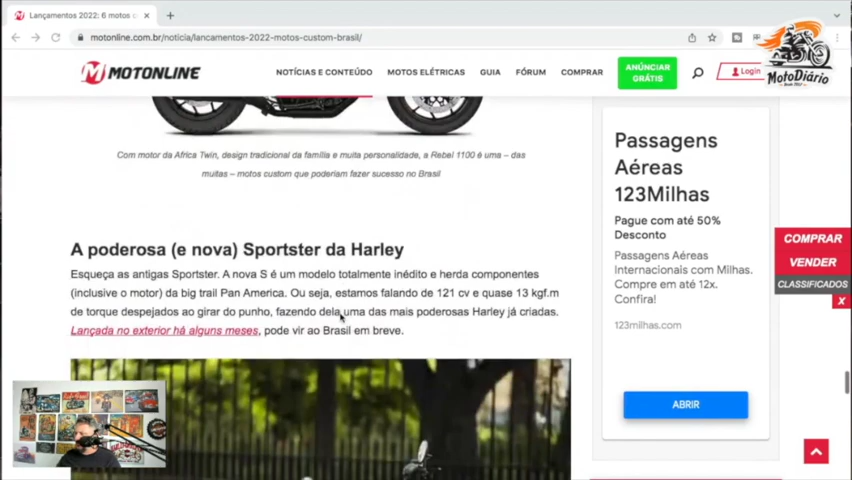 Lançamentos 2022: 6 motos c
motonline.com.br/noticia/lancamentos-2022-motos-custom-brasil/
MOTONLINE
NOTÍCIAS E CONTEÚDO
MOTOS ELÉTRICAS
GUIA
FÓRUM
COMPRAR
ANÚNCIAR
GRÁTIS
Login
MotoDiário
Com motor da Africa Twin, design tradicional da família e muita personalidade, a Rebel 1100 é uma – das
muitas – motos custom que poderiam fazer sucesso no Brasil
A poderosa (e nova) Sportster da Harley
Esqueça as antigas Sportster. A nova S é um modelo totalmente inédito e herda componentes
(inclusive o motor) da big trail Pan America. Ou seja, estamos falando de 121 cv e quase 13 kgf.m
de torque despejados ao girar do punho, fazendo dela uma das mais poderosas Harley já criadas.
Lançada no exterior há alguns meses, pode vir ao Brasil em breve.
Passagens
Aéreas
123Milhas
Pague com até 50%
Desconto
Passagens Aéreas
Internacionais com Milhas.
Compre em até 12x.
Confira!
123milhas.com
ABRIR
COMPRAR
VENDER
CLASSIFICADOS
X